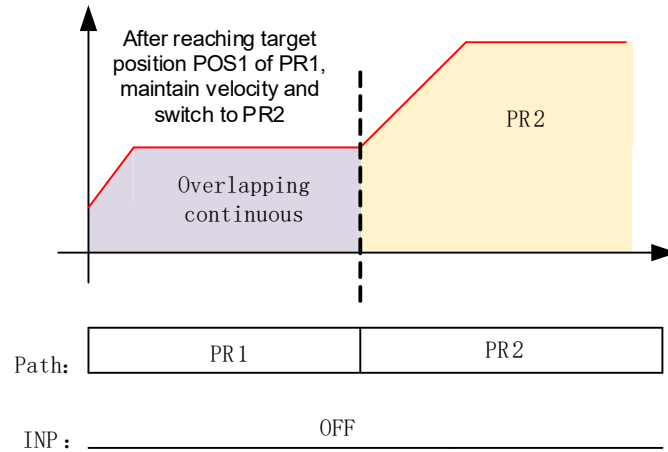 After reaching target
position POS1 of PR1,
maintain velocity and
switch to PR2
PR2
Overlapping
continuous
Path: PR1 PR2
INP: OFF